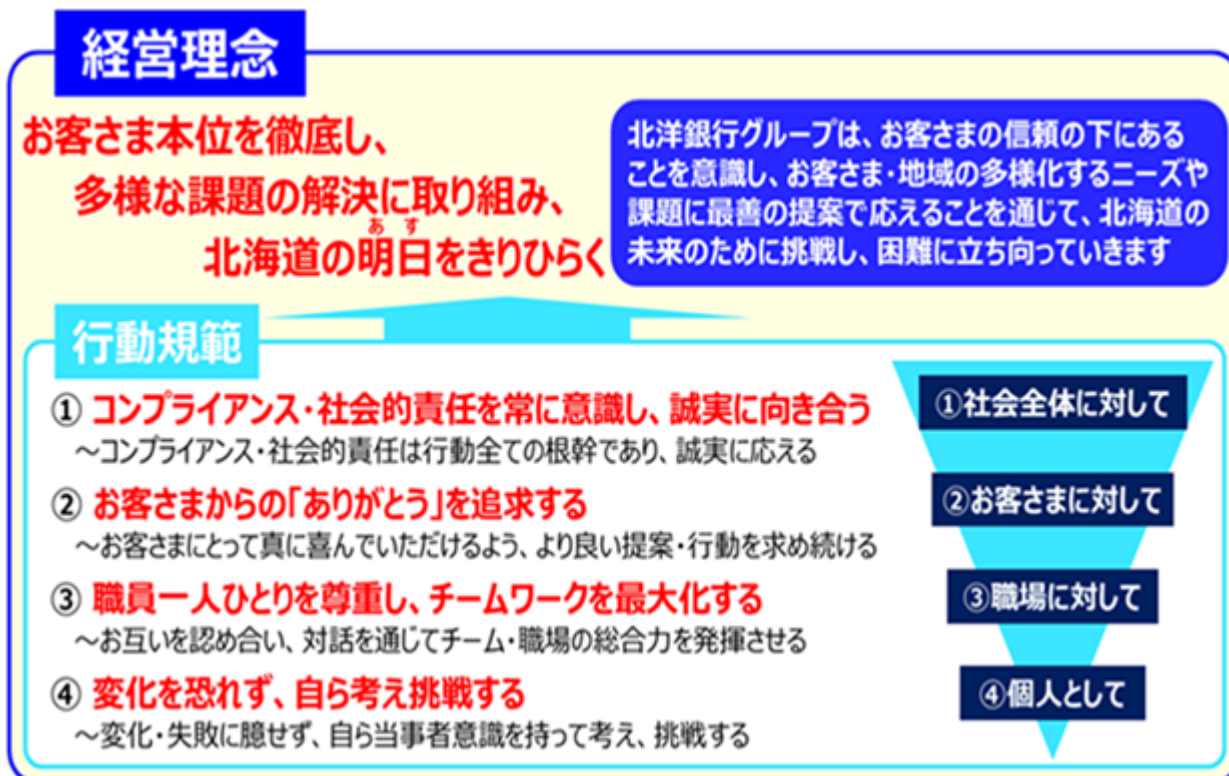 経営理念
お客さま本位を徹底し、
多様な課題の解決に取り組み、
あす
北海道の明日をきりひらく
北洋銀行グループは、お客さまの信頼の下にある
ことを意識し、お客さま・地域の多様化するニーズや
課題に最善の提案で応えることを通じて、北海道の
未来のために挑戦し、困難に立ち向っていきます
行動規範
① コンプライアンス・社会的責任を常に意識し、誠実に向き合う
～コンプライアンス・社会的責任は行動全ての根幹であり、誠実に応える
② お客さまからの「ありがとう」を追求する
～お客さまにとって真に喜んでいただけるよう、より良い提案・行動を求め続ける
③ 職員一人ひとりを尊重し、チームワークを最大化する
～お互いを認め合い、対話を通じてチーム・職場の総合力を発揮させる
④ 変化を恐れず、自ら考え挑戦する
～変化・失敗に臆せず、自ら当事者意識を持って考え、挑戦する
①社会全体に対して
②お客さまに対して
③職場に対して
④個人として